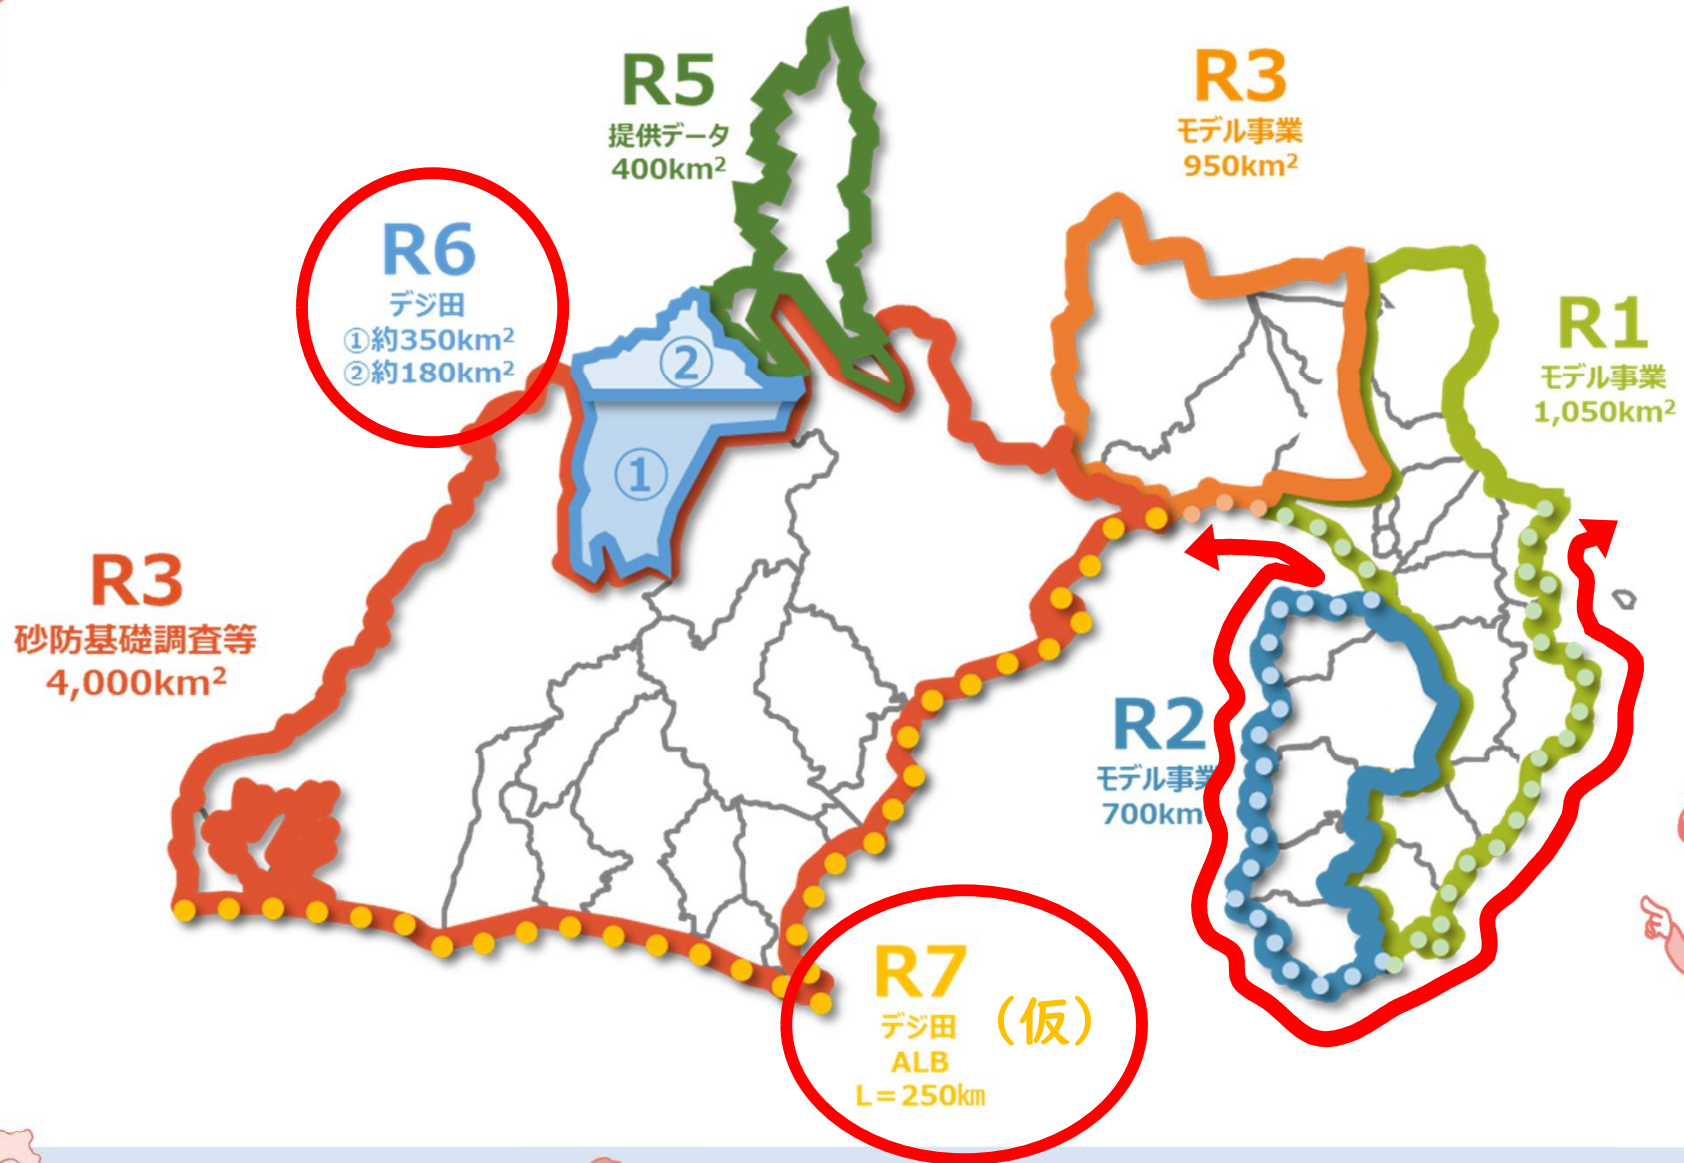 R5
提供データ
400km²
R3
モデル事業
950km²
R6
デジ田
①約350km²
②約180km²
②
①
R1
モデル事業
1,050km²
R3
砂防基礎調査等
4,000km²
R2
モデル事業
700km
R7
デジ田
(仮)
ALB
L=250㎞